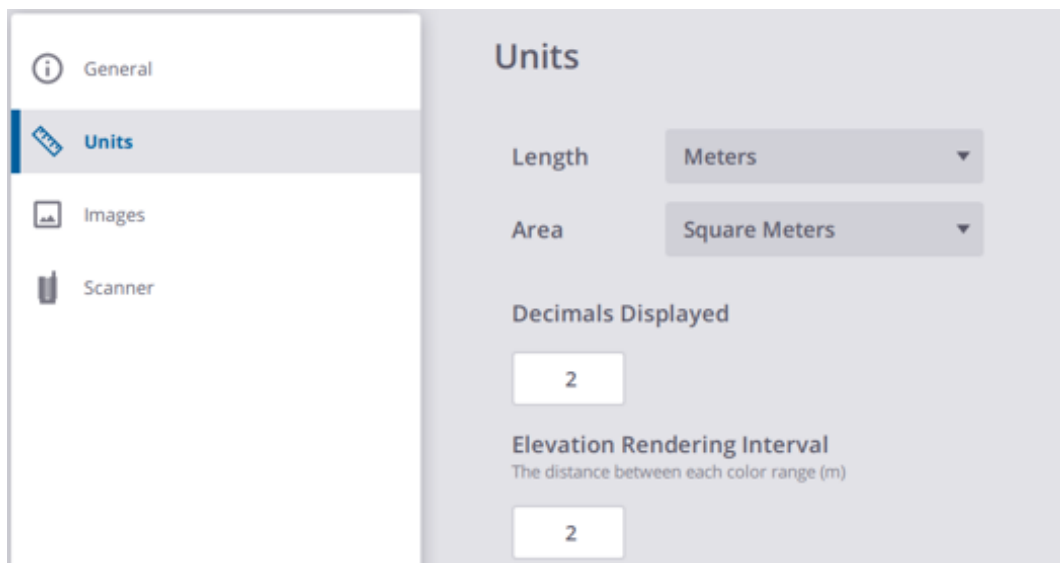 General
Units
Images
Scanner
Units
Length Meters
Area Square Meters
Decimals Displayed
2
Elevation Rendering Interval
The distance between each color range (m)
2